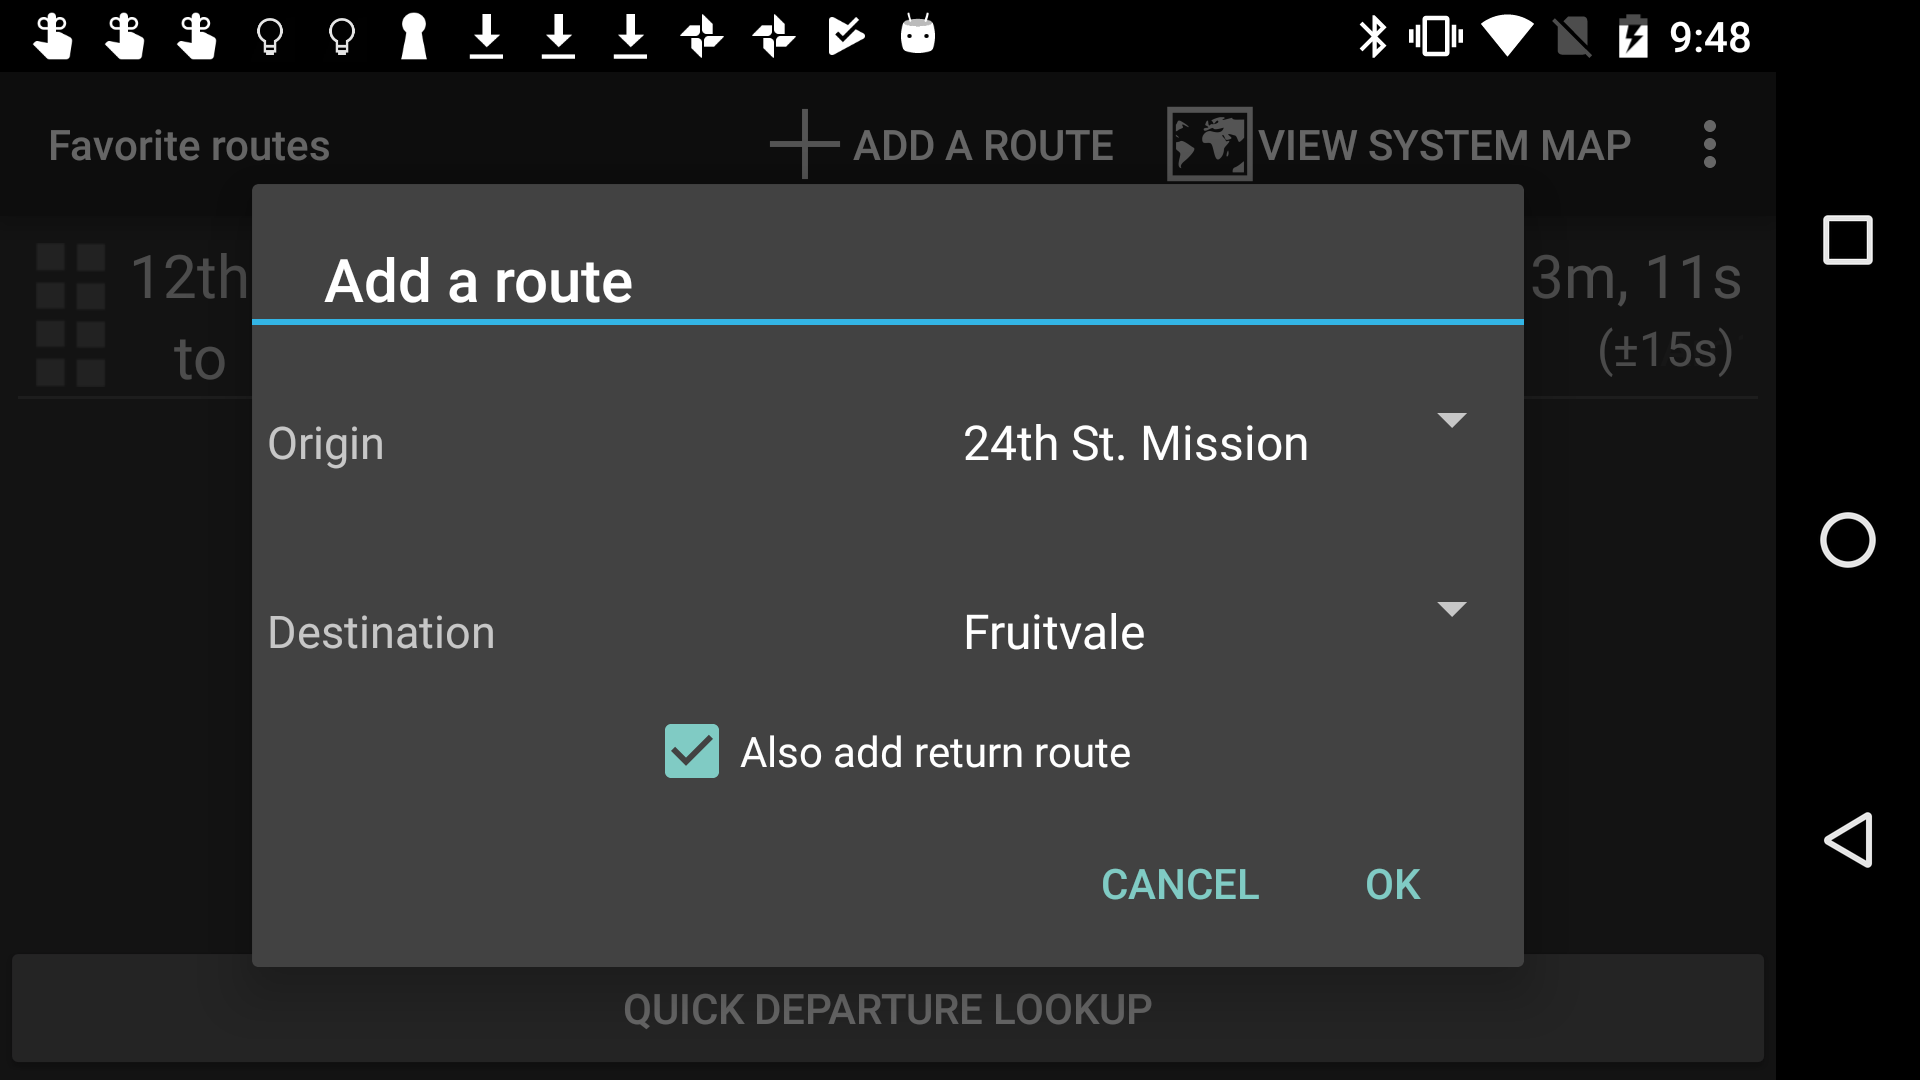 9:48
Favorite routes
ADD A ROUTE
VIEW SYSTEM MAP
12th
to
3m, 11s
(±15s)
Add a route
Origin
24th St. Mission
Destination
Fruitvale
Also add return route
CANCEL
OK
QUICK DEPARTURE LOOKUP